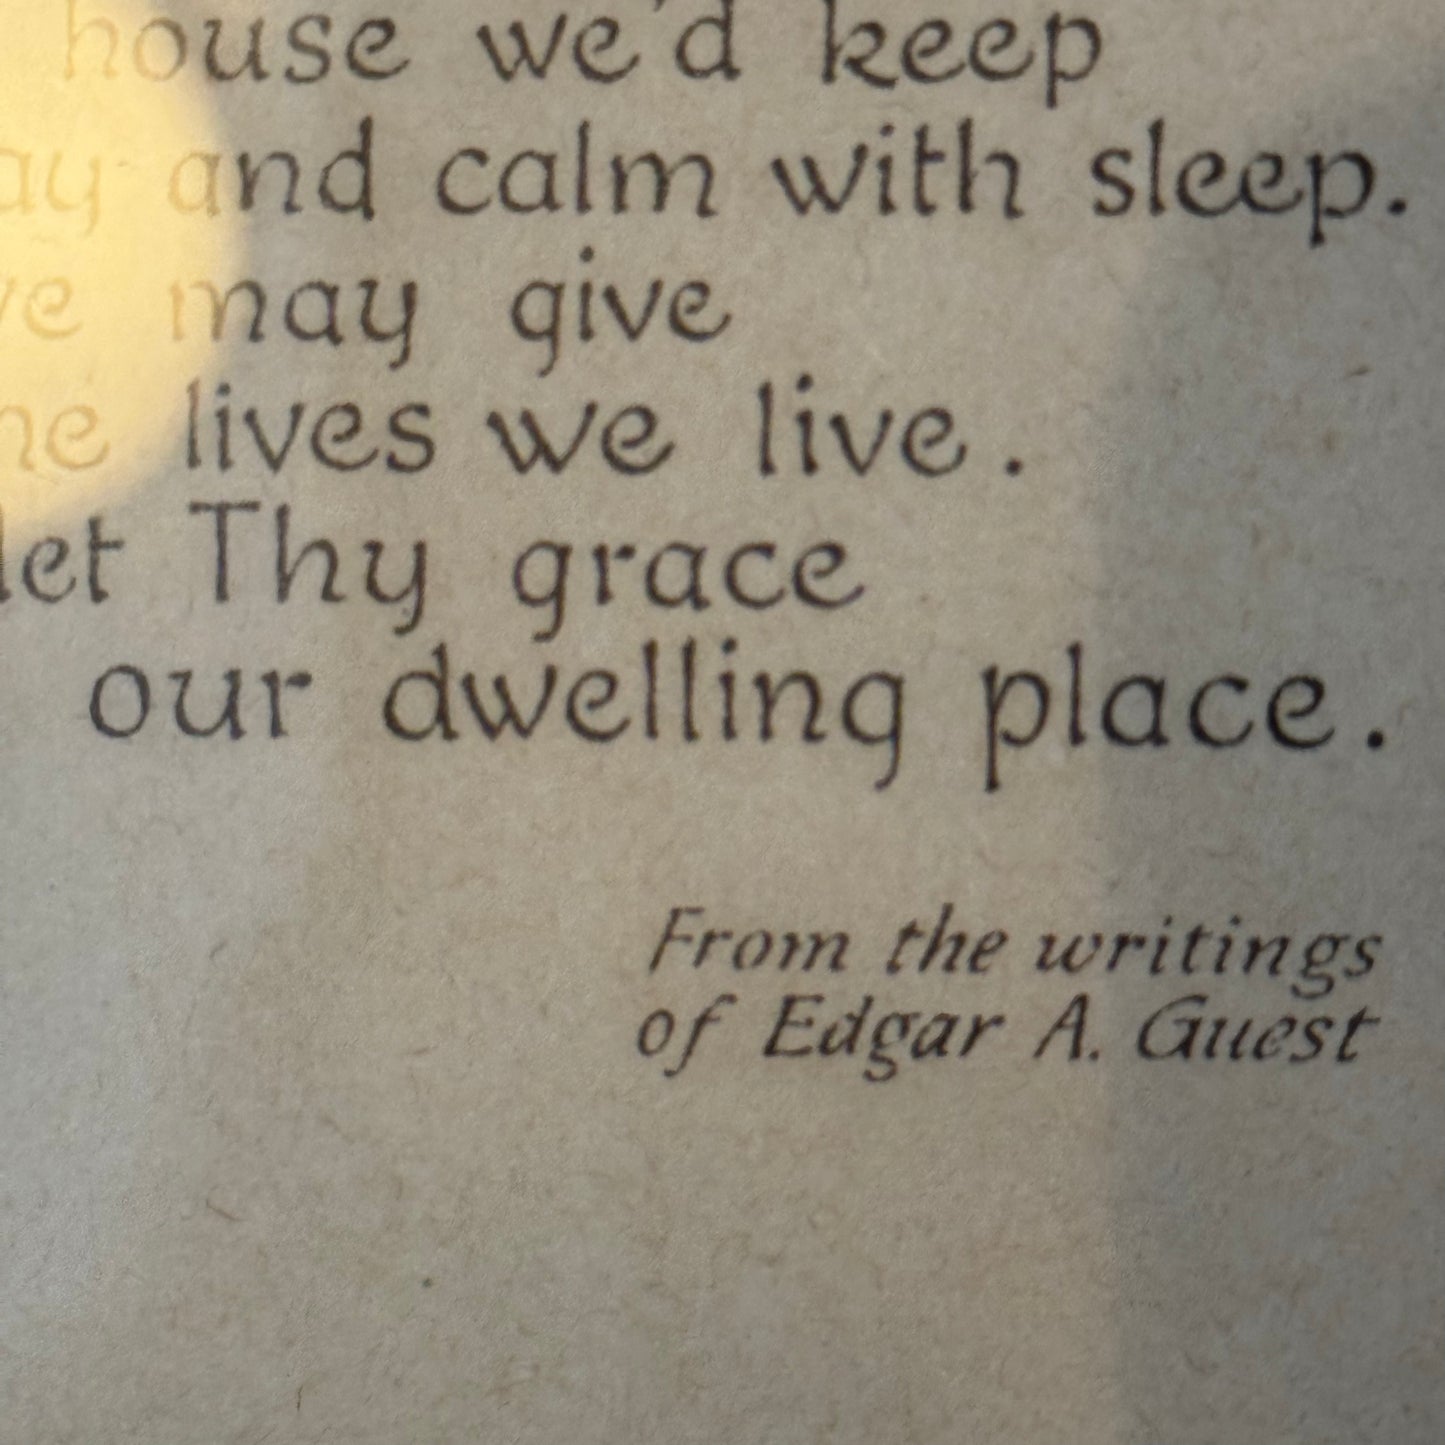 house we'd keep
and calm with sleep.
may give
lives we live.
let Thy grace
our dwelling place.
From the writings
of Edgar A. Guest